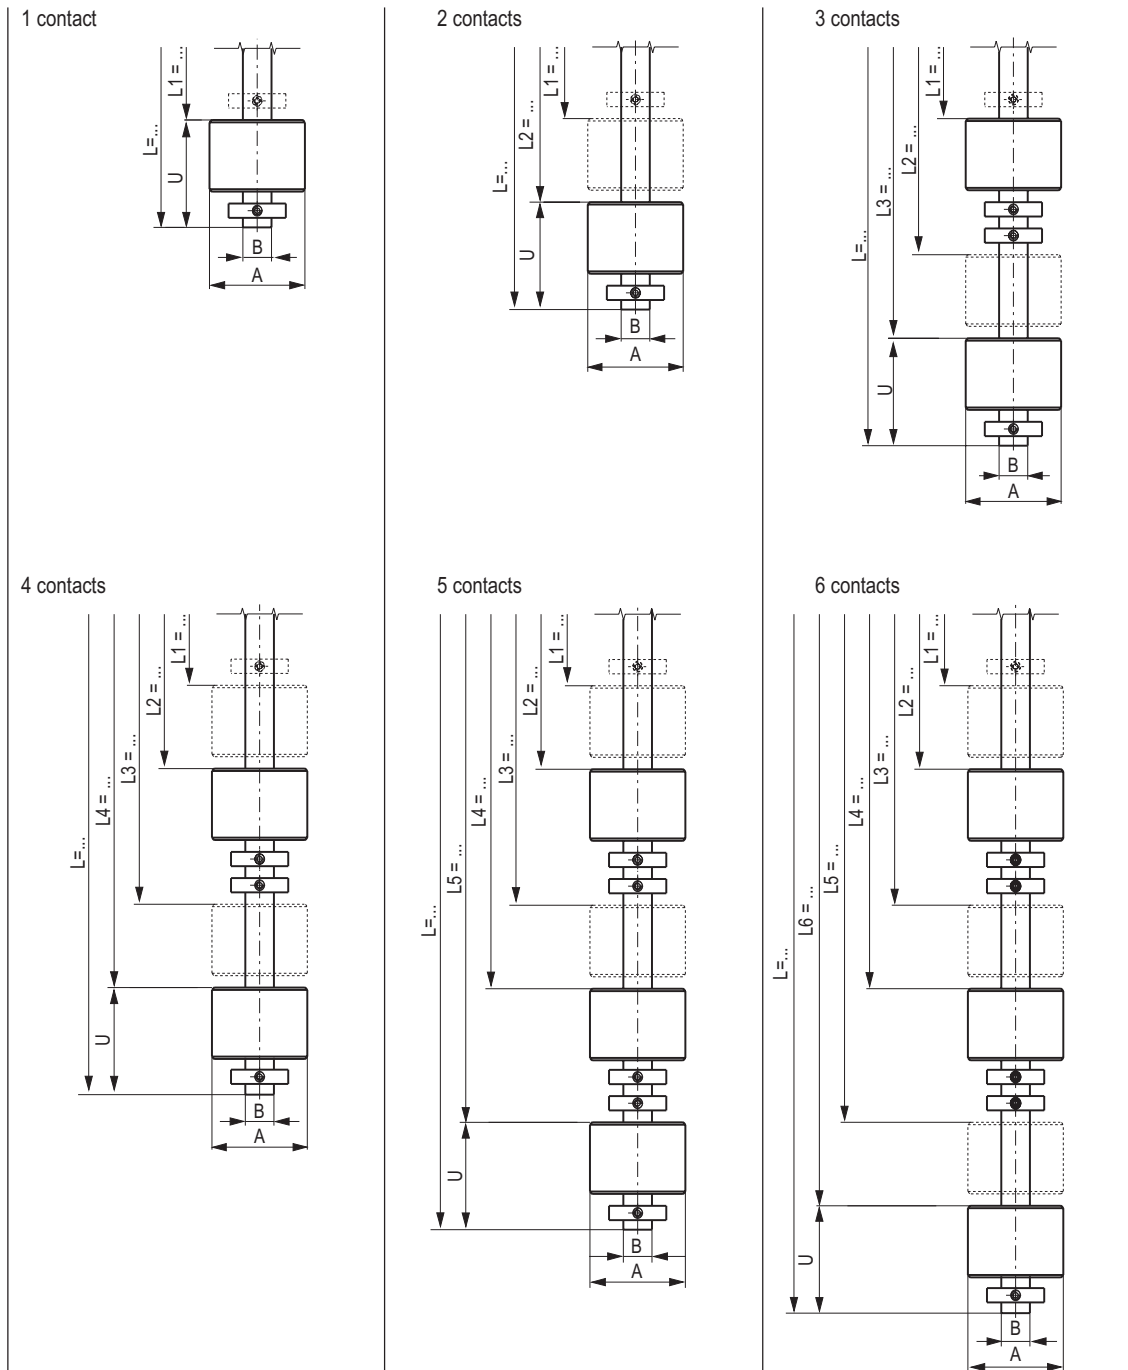 1 contact
L=...
L1 = ...
U
B
A
2 contacts
L=...
L2 = ...
L1 = ...
U
B
A
3 contacts
L=...
L3 = ...
L2 = ...
L1 = ...
U
B
A
4 contacts
L=...
L4 = ...
L3 = ...
L2 = ...
L1 = ...
U
B
A
5 contacts
L=...
L5 = ...
L4 = ...
L3 = ...
L2 = ...
L1 = ...
U
B
A
6 contacts
L=...
L6 = ...
L5 = ...
L4 = ...
L3 = ...
L2 = ...
L1 = ...
U
B
A